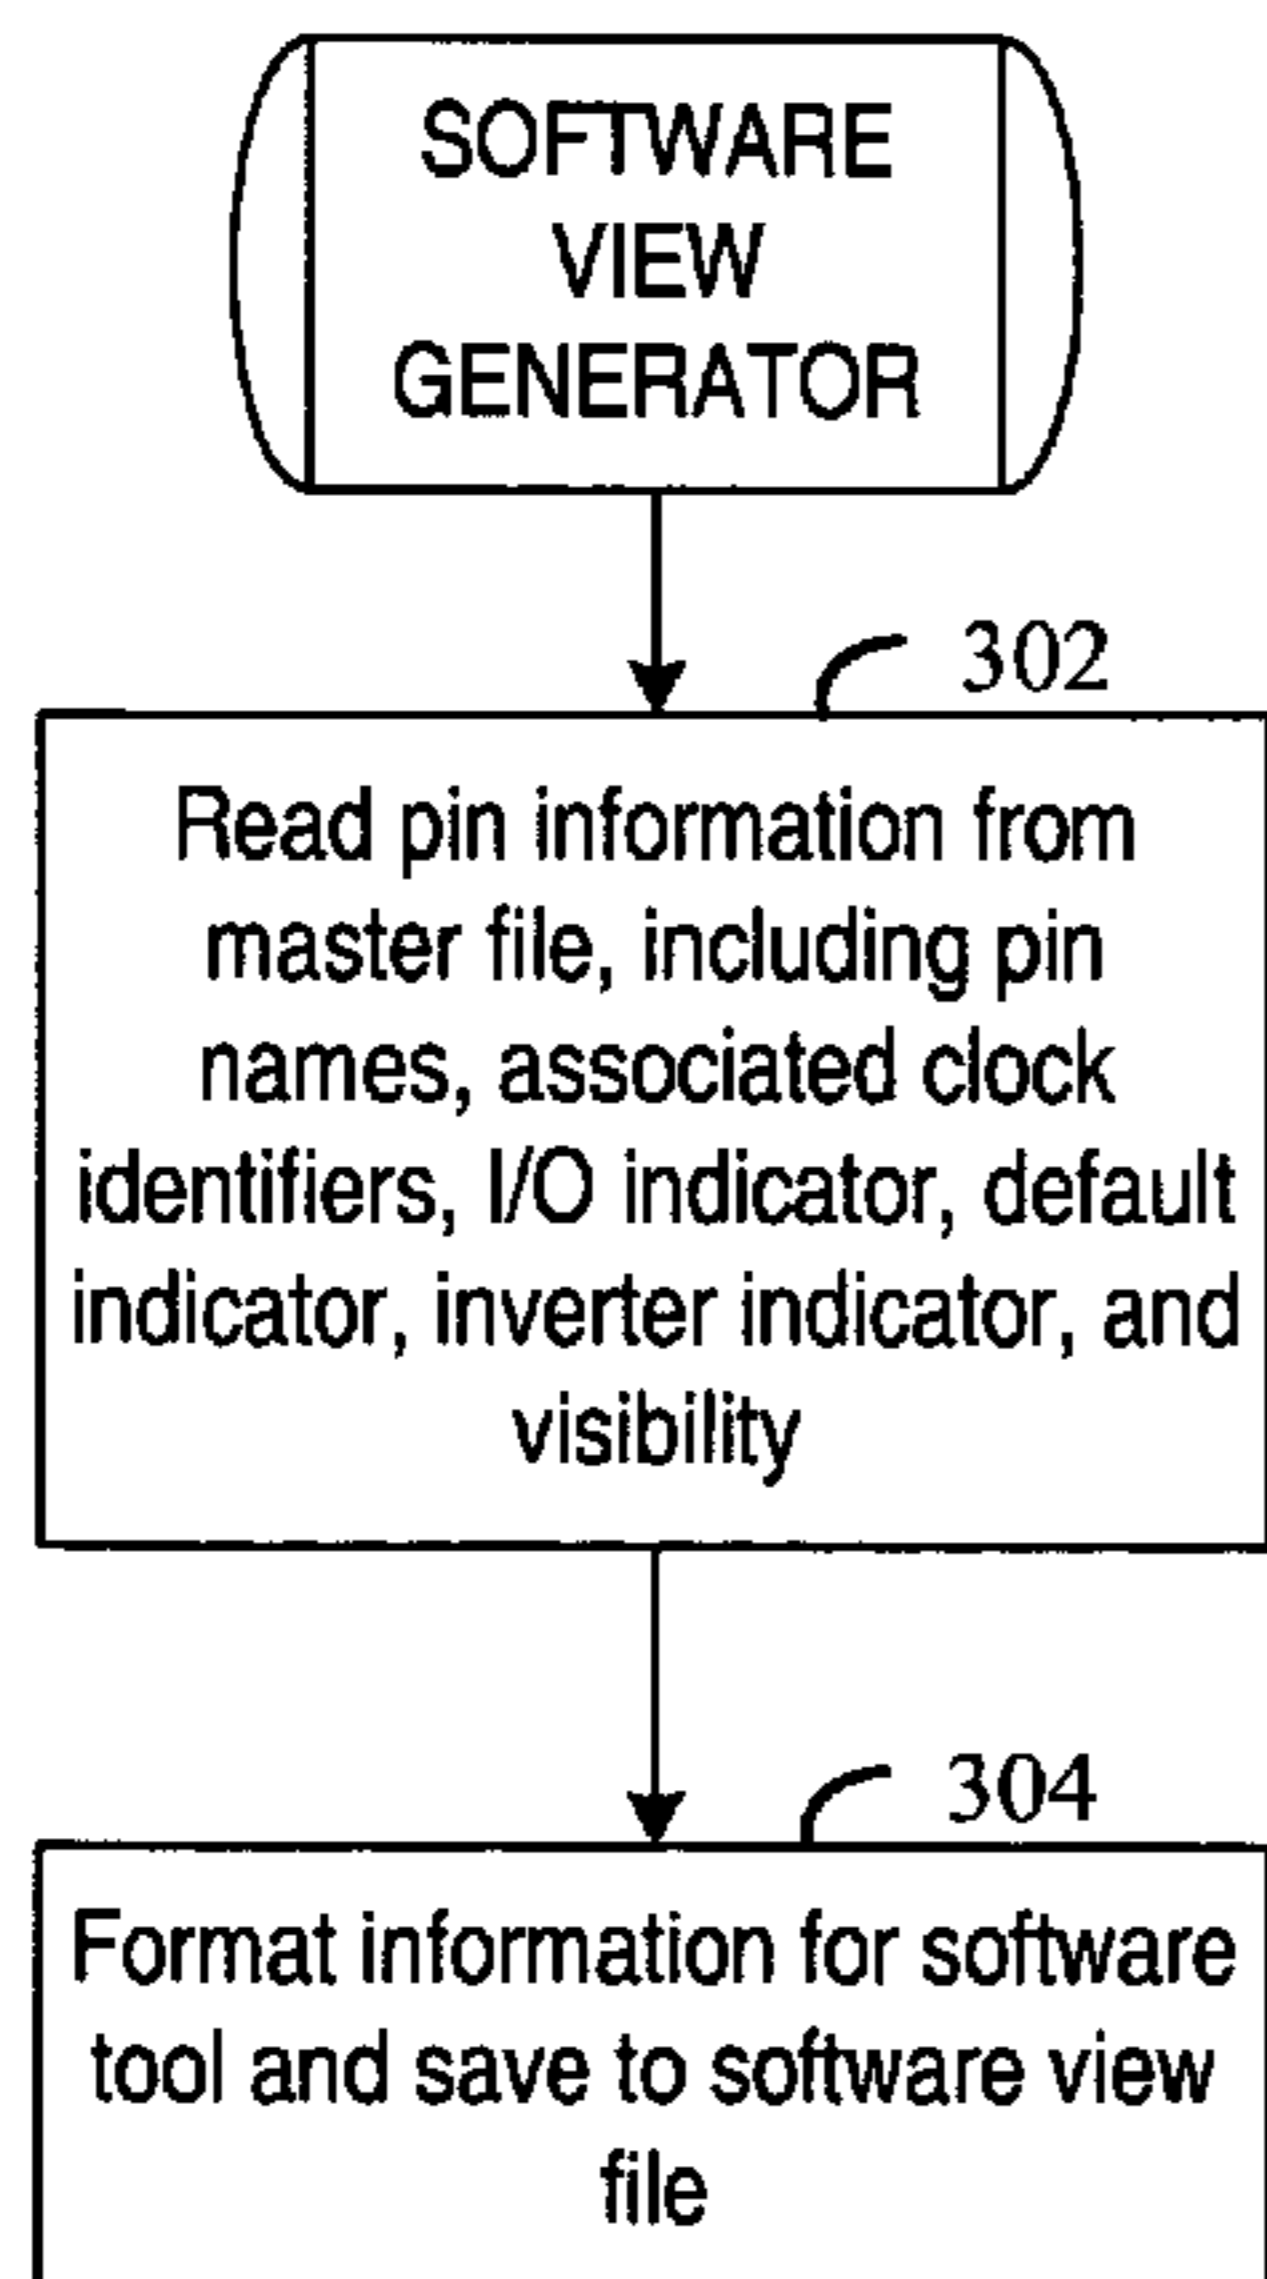 SOFTWARE
VIEW
GENERATOR
302
Read pin information from
master file, including pin
names, associated clock
identifiers, I/O indicator, default
indicator, inverter indicator, and
visibility
304
Format information for software
tool and save to software view
file